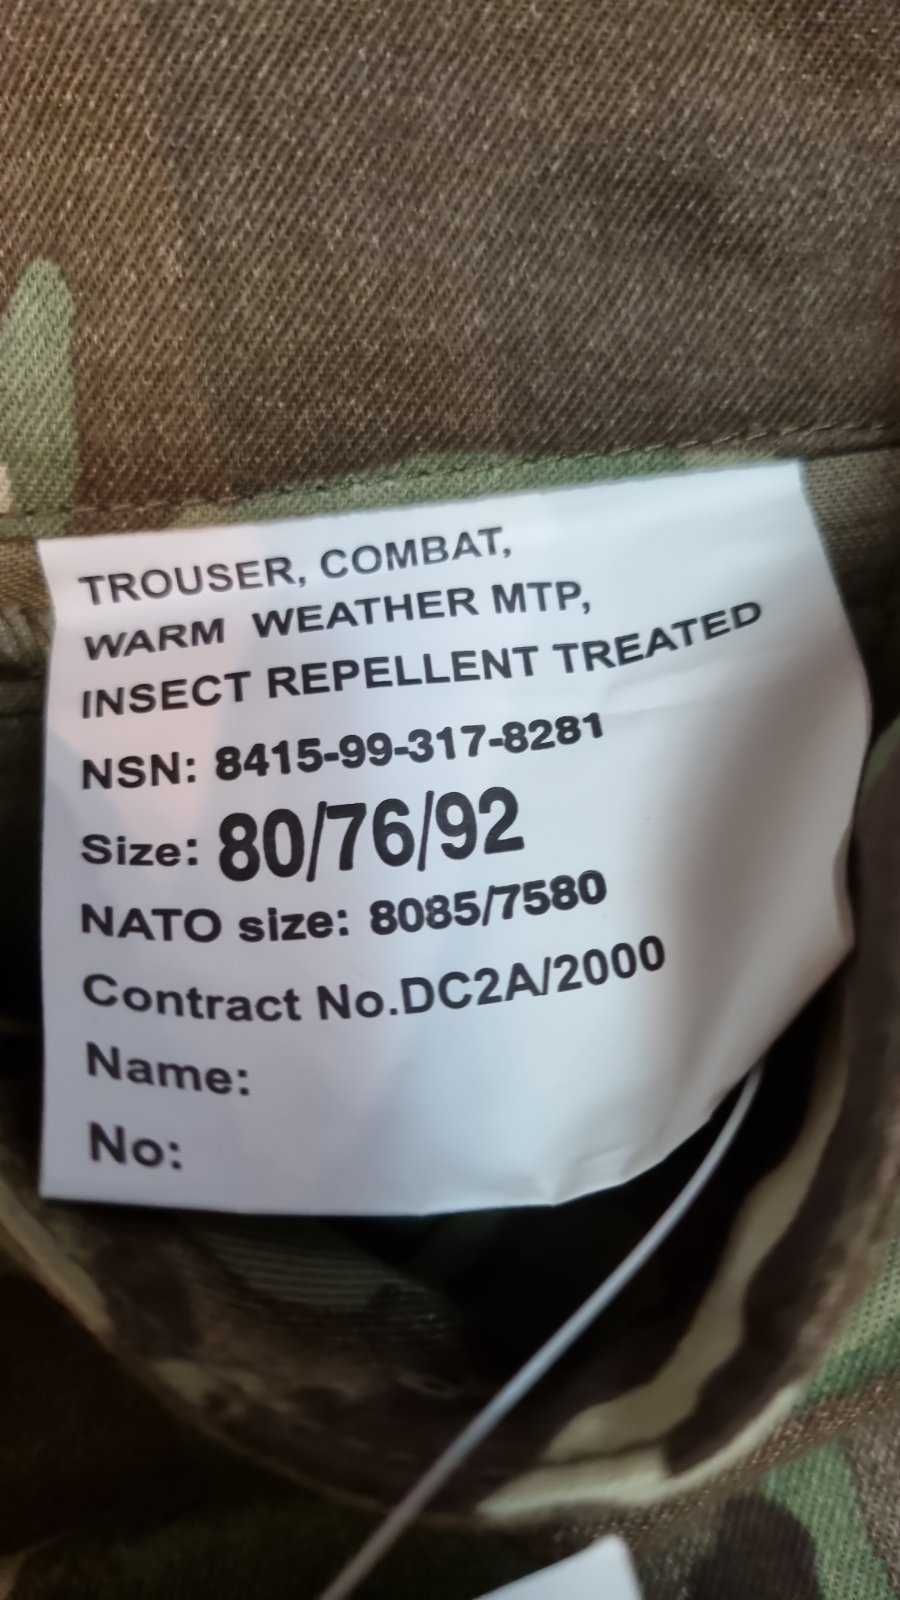 TROUSER, COMBAT,
WARM WEATHER MTP,
INSECT REPELLENT TREATED
NSN: 8415-99-317-8281
Size: 80/76/92
NATO size: 8085/7580
Contract No.DC2A/2000
Name:
No: